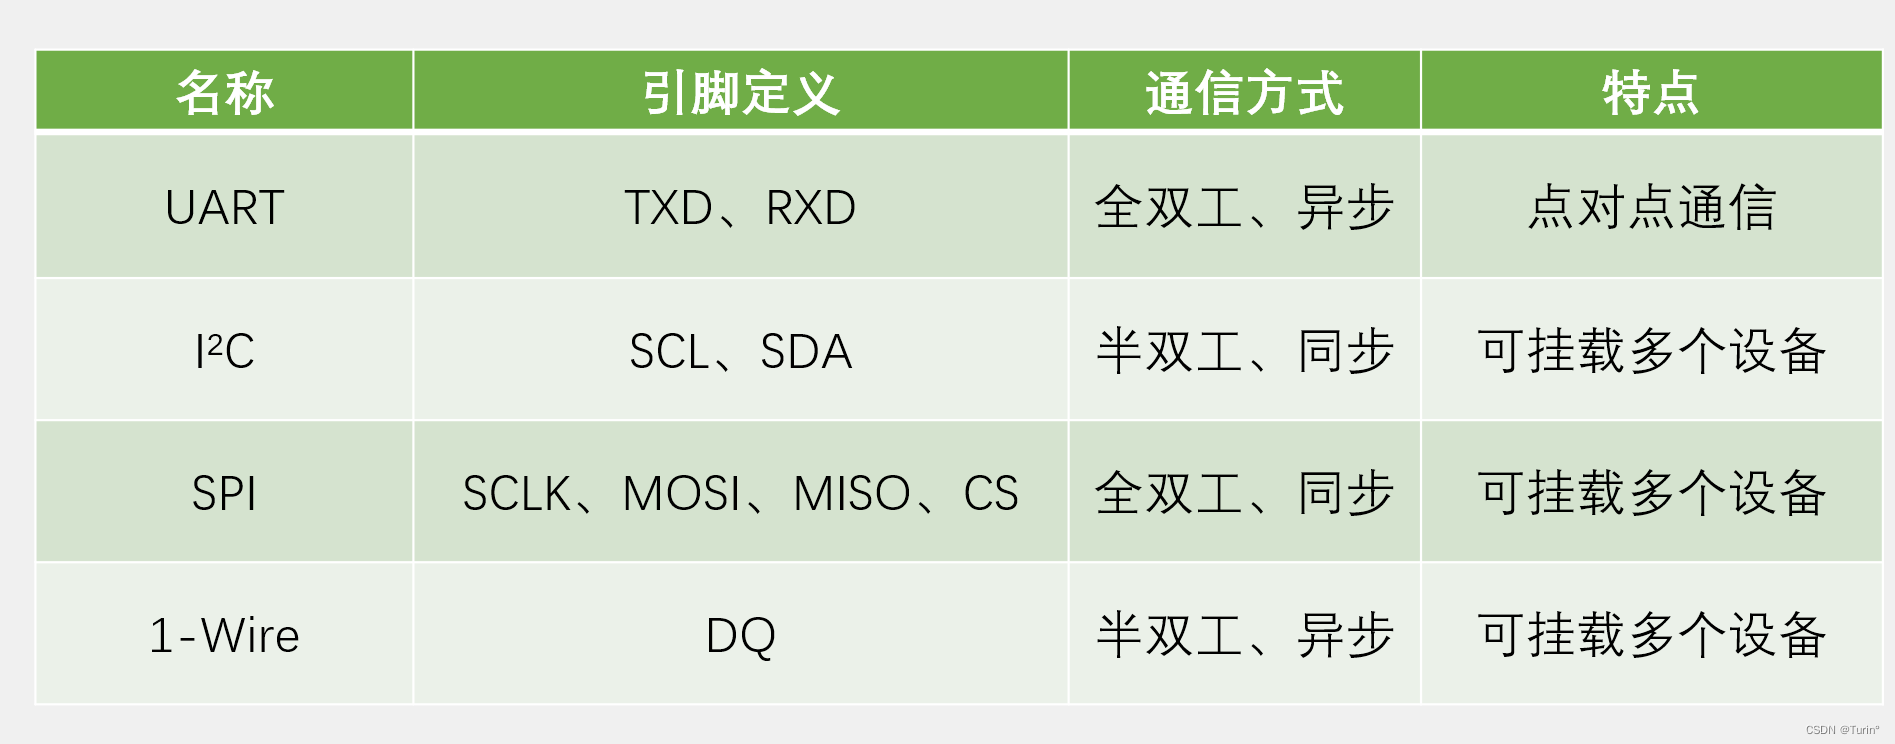 名称 引脚定义 通信方式 特点
UART TXD、RXD 全双工、异步 点对点通信
I²C SCL、SDA 半双工、同步 可挂载多个设备
SPI SCLK、MOSI、MISO、CS 全双工、同步 可挂载多个设备
1-Wire DQ 半双工、异步 可挂载多个设备
CSDN @Turin°